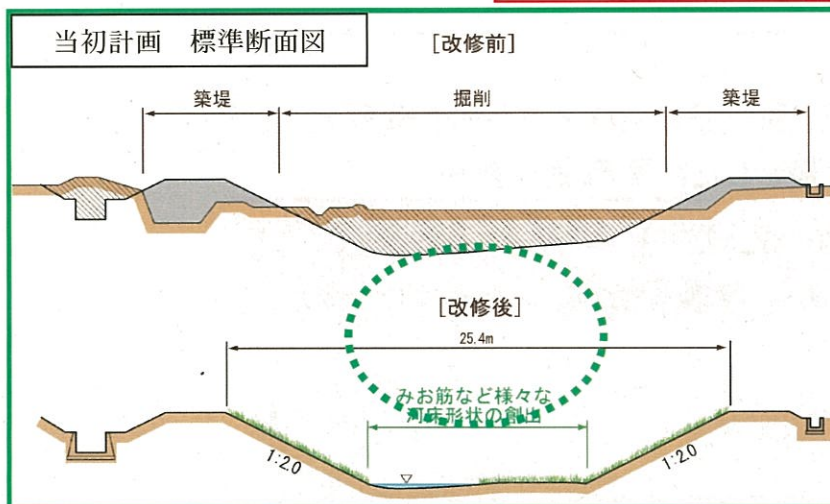 当初計画　標準断面図
[改修前]
築堤
掘削
築堤
[改修後]
25.4m
みお筋など様々な
河床形状の創出
1:2.0
1:2.0